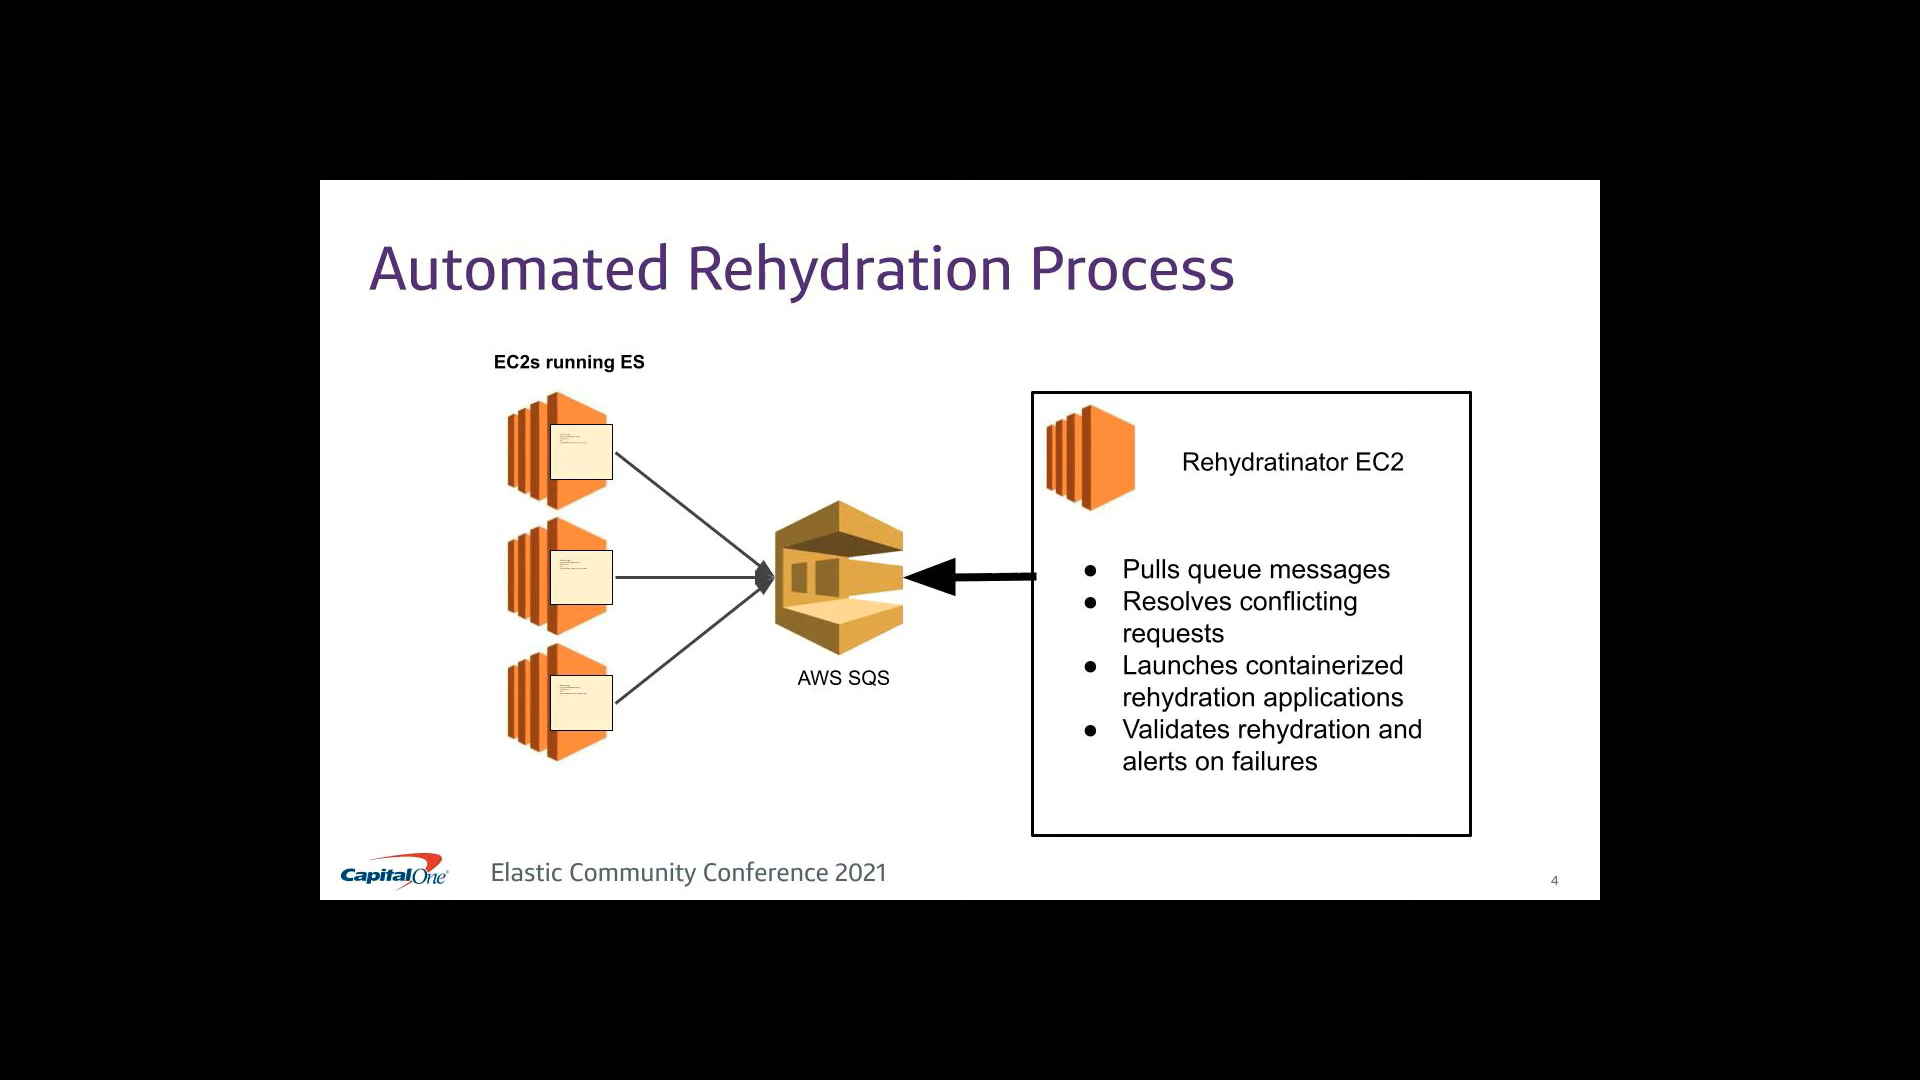 Automated Rehydration Process
EC2s running ES
Rehydratinator EC2
● Pulls queue messages
● Resolves conflicting
requests
● Launches containerized
rehydration applications
● Validates rehydration and
alerts on failures
AWS SQS
CapitalOne
Elastic Community Conference 2021
4